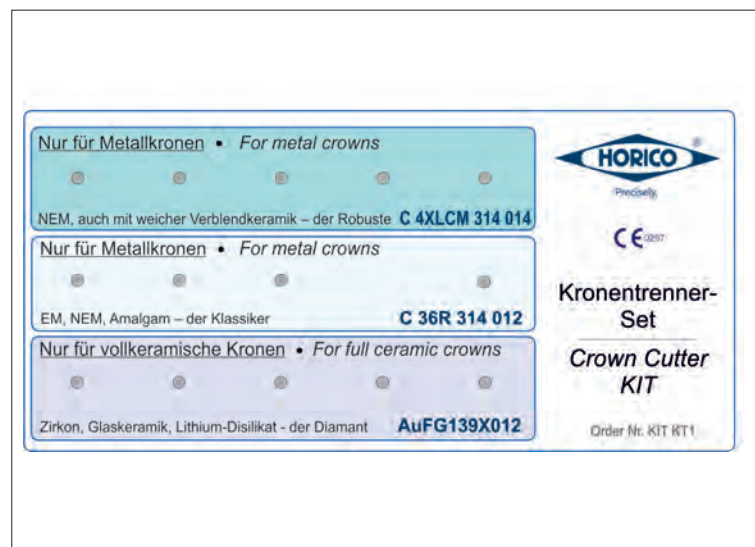 Nur für Metallkronen • For metal crowns
NEM, auch mit weicher Verblendkeramik – der Robuste C 4XLCM 314 014
Nur für Metallkronen • For metal crowns
EM, NEM, Amalgam – der Klassiker C 36R 314 012
Nur für vollkeramische Kronen • For full ceramic crowns
Zirkon, Glaskeramik, Lithium-Disilikat - der Diamant AuFG139X012
HORICO ®
Precisely.
CE 0297
Kronentrenner-
Set
Crown Cutter
KIT
Order Nr. KIT KT1